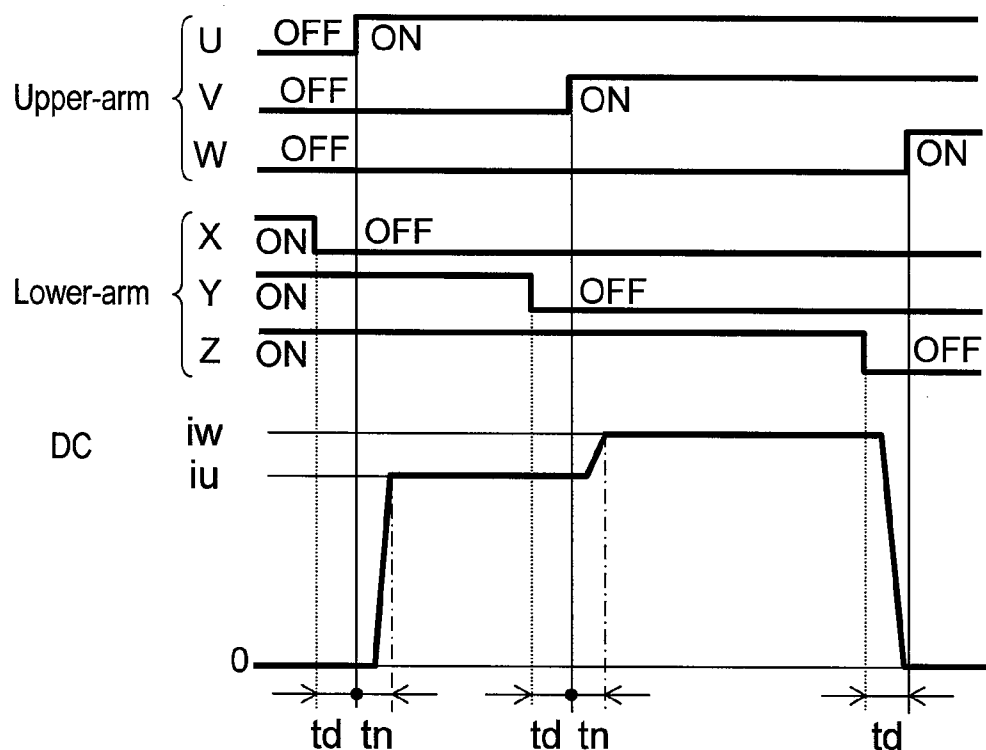 U OFF ON
Upper-arm V OFF ON
W OFF ON
X ON OFF
Lower-arm Y ON OFF
Z ON OFF
DC iw
iu
0
td tn td tn td